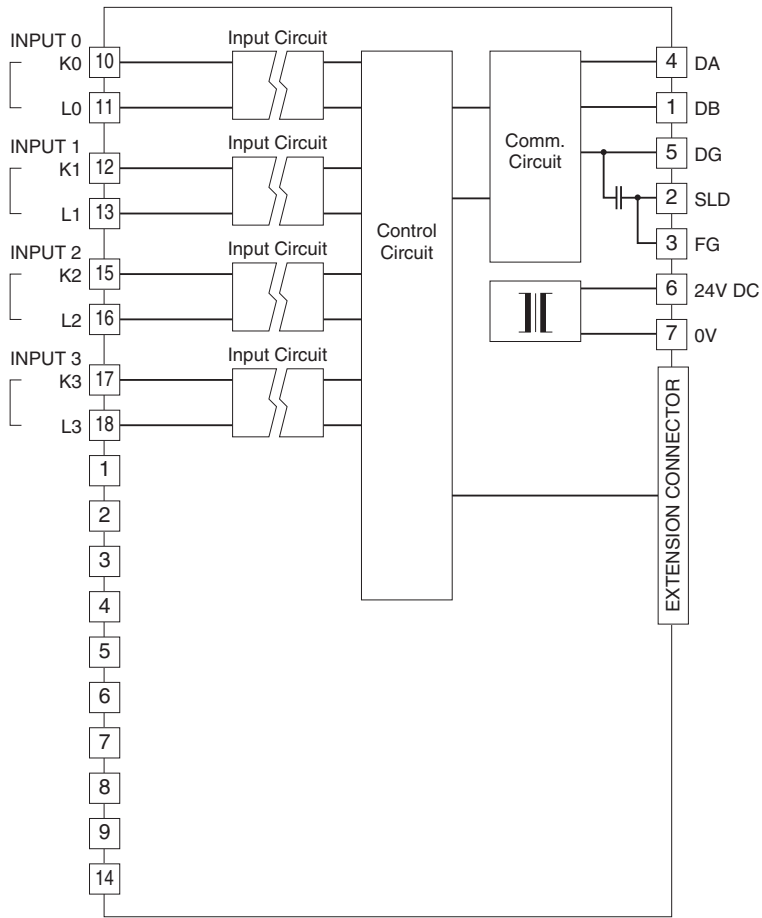 INPUT 0
K0 10
L0 11
INPUT 1
K1 12
L1 13
INPUT 2
K2 15
L2 16
INPUT 3
K3 17
L3 18
1
2
3
4
5
6
7
8
9
14
Input Circuit
Input Circuit
Input Circuit
Input Circuit
Control
Circuit
Comm.
Circuit
4 DA
1 DB
5 DG
2 SLD
3 FG
6 24V DC
7 0V
EXTENSION CONNECTOR